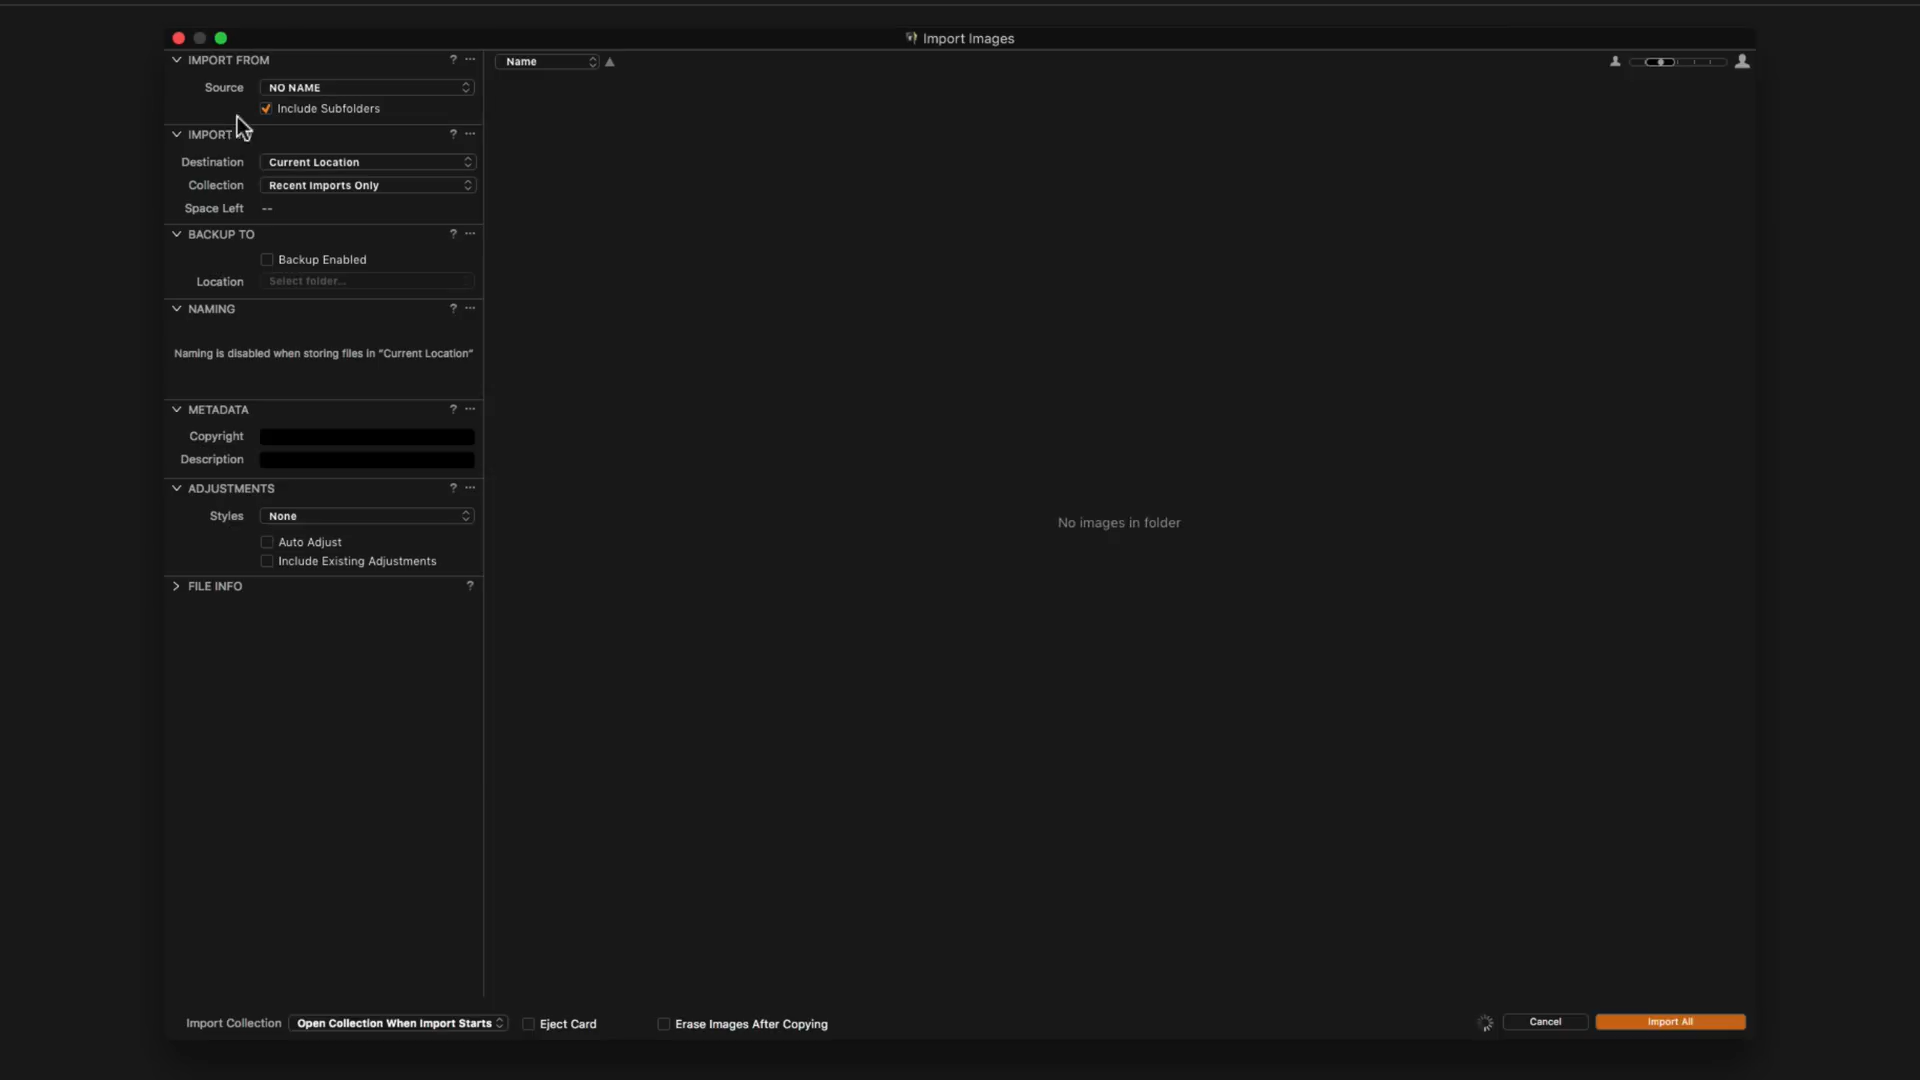 Import Images
IMPORT FROM ? ...
Source NO NAME
Include Subfolders
IMPORT ? ...
Destination Current Location
Collection Recent Imports Only
Space Left --
BACKUP TO ? ...
Backup Enabled
Location Select folder...
NAMING ? ...
Naming is disabled when storing files in "Current Location"
METADATA ? ...
Copyright
Description
ADJUSTMENTS ? ...
Styles None
Auto Adjust
Include Existing Adjustments
FILE INFO ?
Name
No images in folder
Import Collection Open Collection When Import Starts Eject Card Erase Images After Copying Cancel Import All